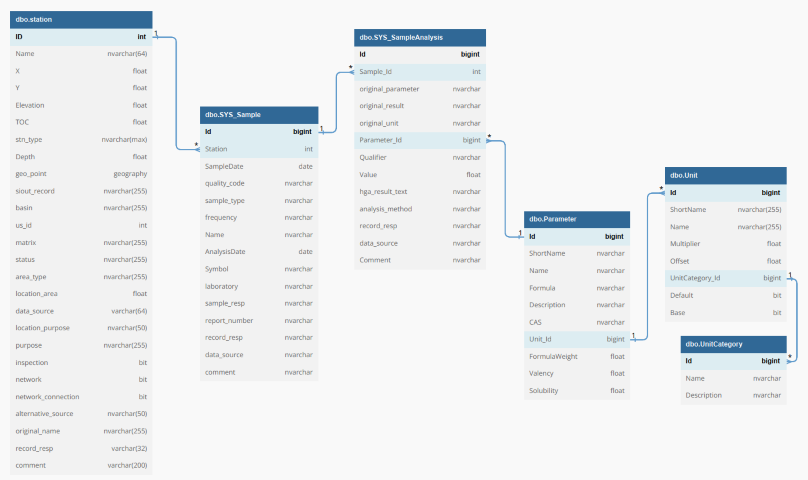 dbo.station
ID int
Name nvarchar(64)
X float
Y float
Elevation float
TOC float
stn_type nvarchar(max)
Depth float
geo_point geography
siout_record nvarchar(255)
basin nvarchar(255)
us_id int
matrix nvarchar(255)
status nvarchar(255)
area_type nvarchar(255)
location_area float
data_source varchar(64)
location_purpose nvarchar(50)
purpose nvarchar(255)
inspection bit
network bit
network_connection bit
alternative_source nvarchar(50)
original_name nvarchar(255)
record_resp varchar(32)
comment varchar(200)
1
*
dbo.SYS_Sample
Id bigint
Station int
SampleDate date
quality_code nvarchar
sample_type nvarchar
frequency nvarchar
Name nvarchar
AnalysisDate date
Symbol nvarchar
laboratory nvarchar
sample_resp nvarchar
report_number nvarchar
record_resp nvarchar
data_source nvarchar
comment nvarchar
1
*
dbo.SYS_SampleAnalysis
Id bigint
Sample_Id int
original_parameter nvarchar
original_result nvarchar
original_unit nvarchar
Parameter_Id bigint
Qualifier nvarchar
Value float
hga_result_text nvarchar
analysis_method nvarchar
record_resp nvarchar
data_source nvarchar
Comment nvarchar
*
1
dbo.Parameter
Id bigint
ShortName nvarchar
Name nvarchar
Formula nvarchar
Description nvarchar
CAS nvarchar
Unit_Id bigint
FormulaWeight float
Valency float
Solubility float
1
*
dbo.Unit
Id bigint
ShortName nvarchar(255)
Name nvarchar(255)
Multiplier float
Offset float
UnitCategory_Id bigint
Default bit
Base bit
1
*
dbo.UnitCategory
Id bigint
Name nvarchar
Description nvarchar